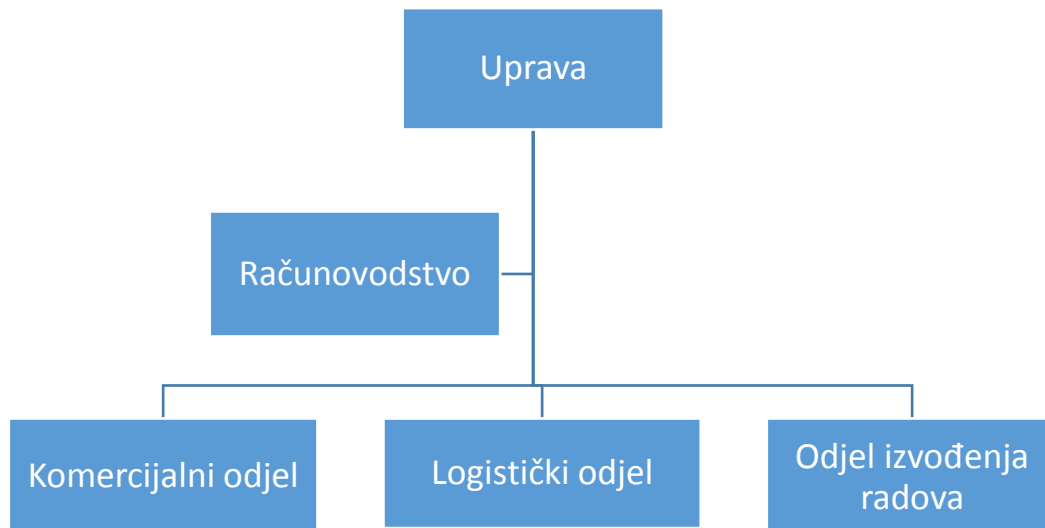 Uprava
Računovodstvo
Komercijalni odjel
Logistički odjel
Odjel izvođenja
radova